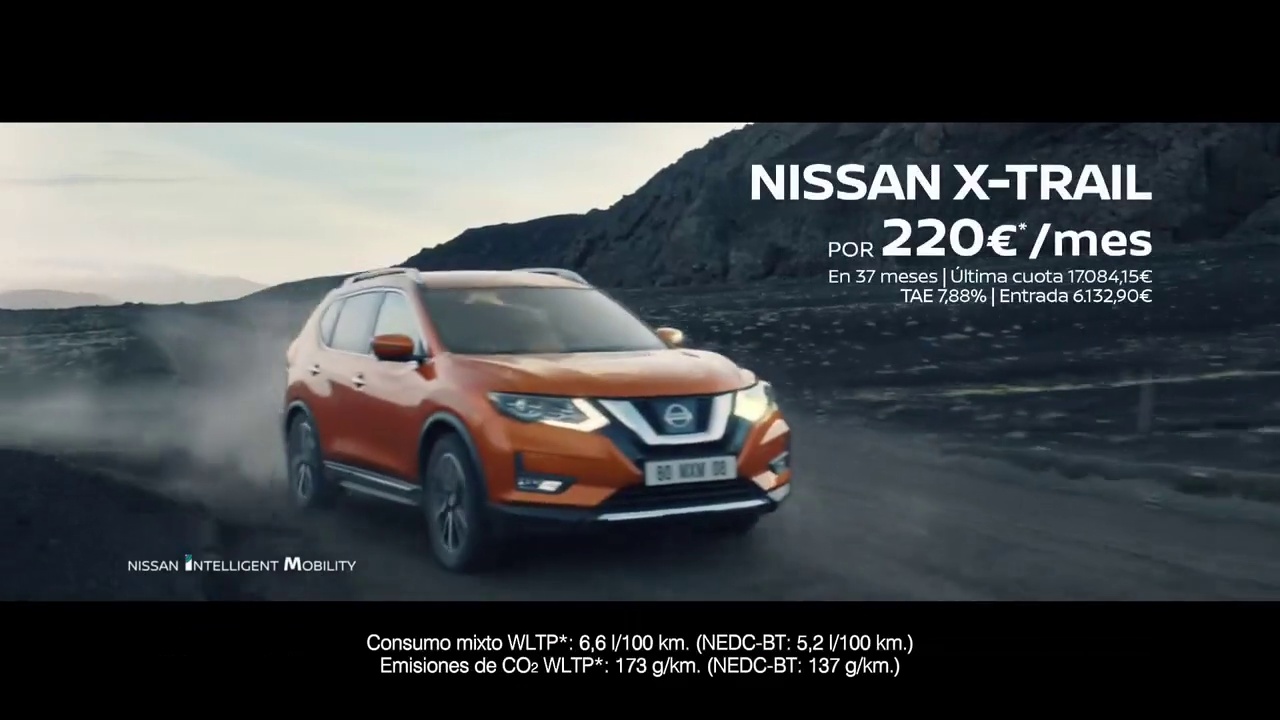 NISSAN X-TRAIL
POR 220€*/mes
En 37 meses | Última cuota 17.084,15€
TAE 7,88% | Entrada 6.132,90€
80 MXM 08
NISSAN INTELLIGENT MOBILITY
Consumo mixto WLTP*: 6,6 l/100 km. (NEDC-BT: 5,2 l/100 km.)
Emisiones de CO₂ WLTP*: 173 g/km. (NEDC-BT: 137 g/km.)